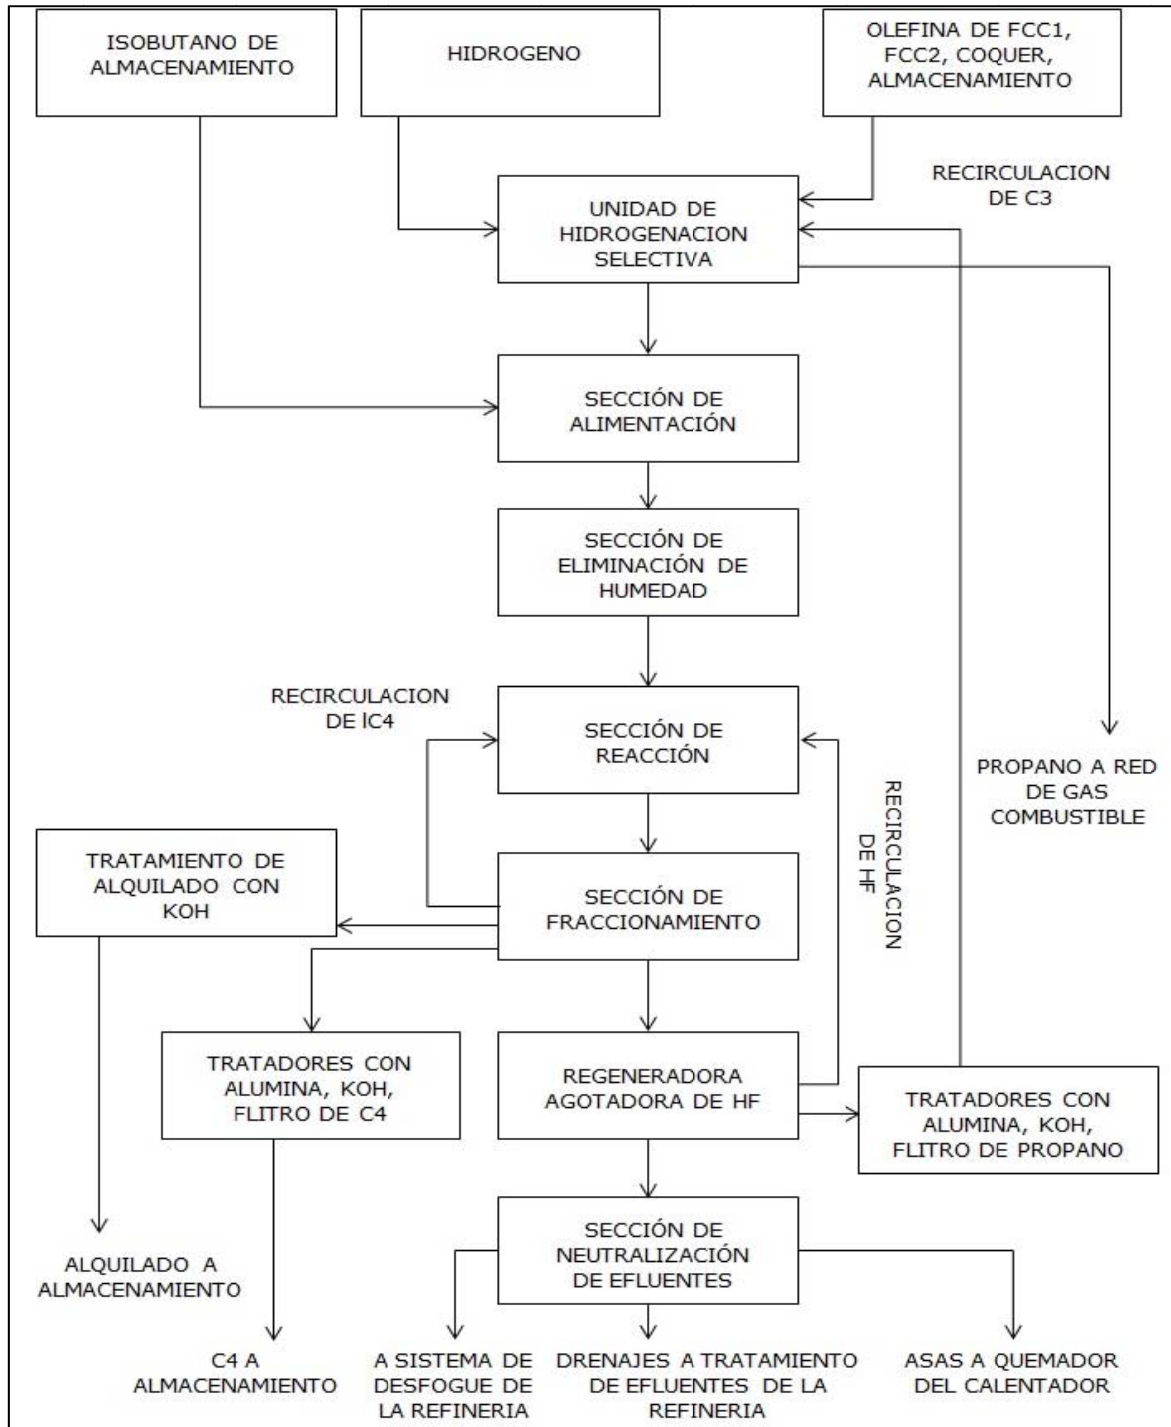 ISOBUTANO DE
ALMACENAMIENTO
HIDROGENO
OLEFINA DE FCC1,
FCC2, COQUER,
ALMACENAMIENTO
RECIRCULACION
DE C3
UNIDAD DE
HIDROGENACION
SELECTIVA
SECCIÓN DE
ALIMENTACIÓN
SECCIÓN DE
ELIMINACIÓN DE
HUMEDAD
RECIRCULACION
DE lC4
SECCIÓN DE
REACCIÓN
PROPANO A RED
DE GAS
COMBUSTIBLE
RECIRCULACION
DE HF
TRATAMIENTO DE
ALQUILADO CON
KOH
SECCIÓN DE
FRACCIONAMIENTO
TRATADORES CON
ALUMINA, KOH,
FLITRO DE C4
REGENERADORA
AGOTADORA DE HF
TRATADORES CON
ALUMINA, KOH,
FLITRO DE PROPANO
SECCIÓN DE
NEUTRALIZACIÓN
DE EFLUENTES
ALQUILADO A
ALMACENAMIENTO
C4 A
ALMACENAMIENTO
A SISTEMA DE
DESFOGUE DE
LA REFINERIA
DRENAJES A TRATAMIENTO
DE EFLUENTES DE LA
REFINERIA
ASAS A QUEMADOR
DEL CALENTADOR